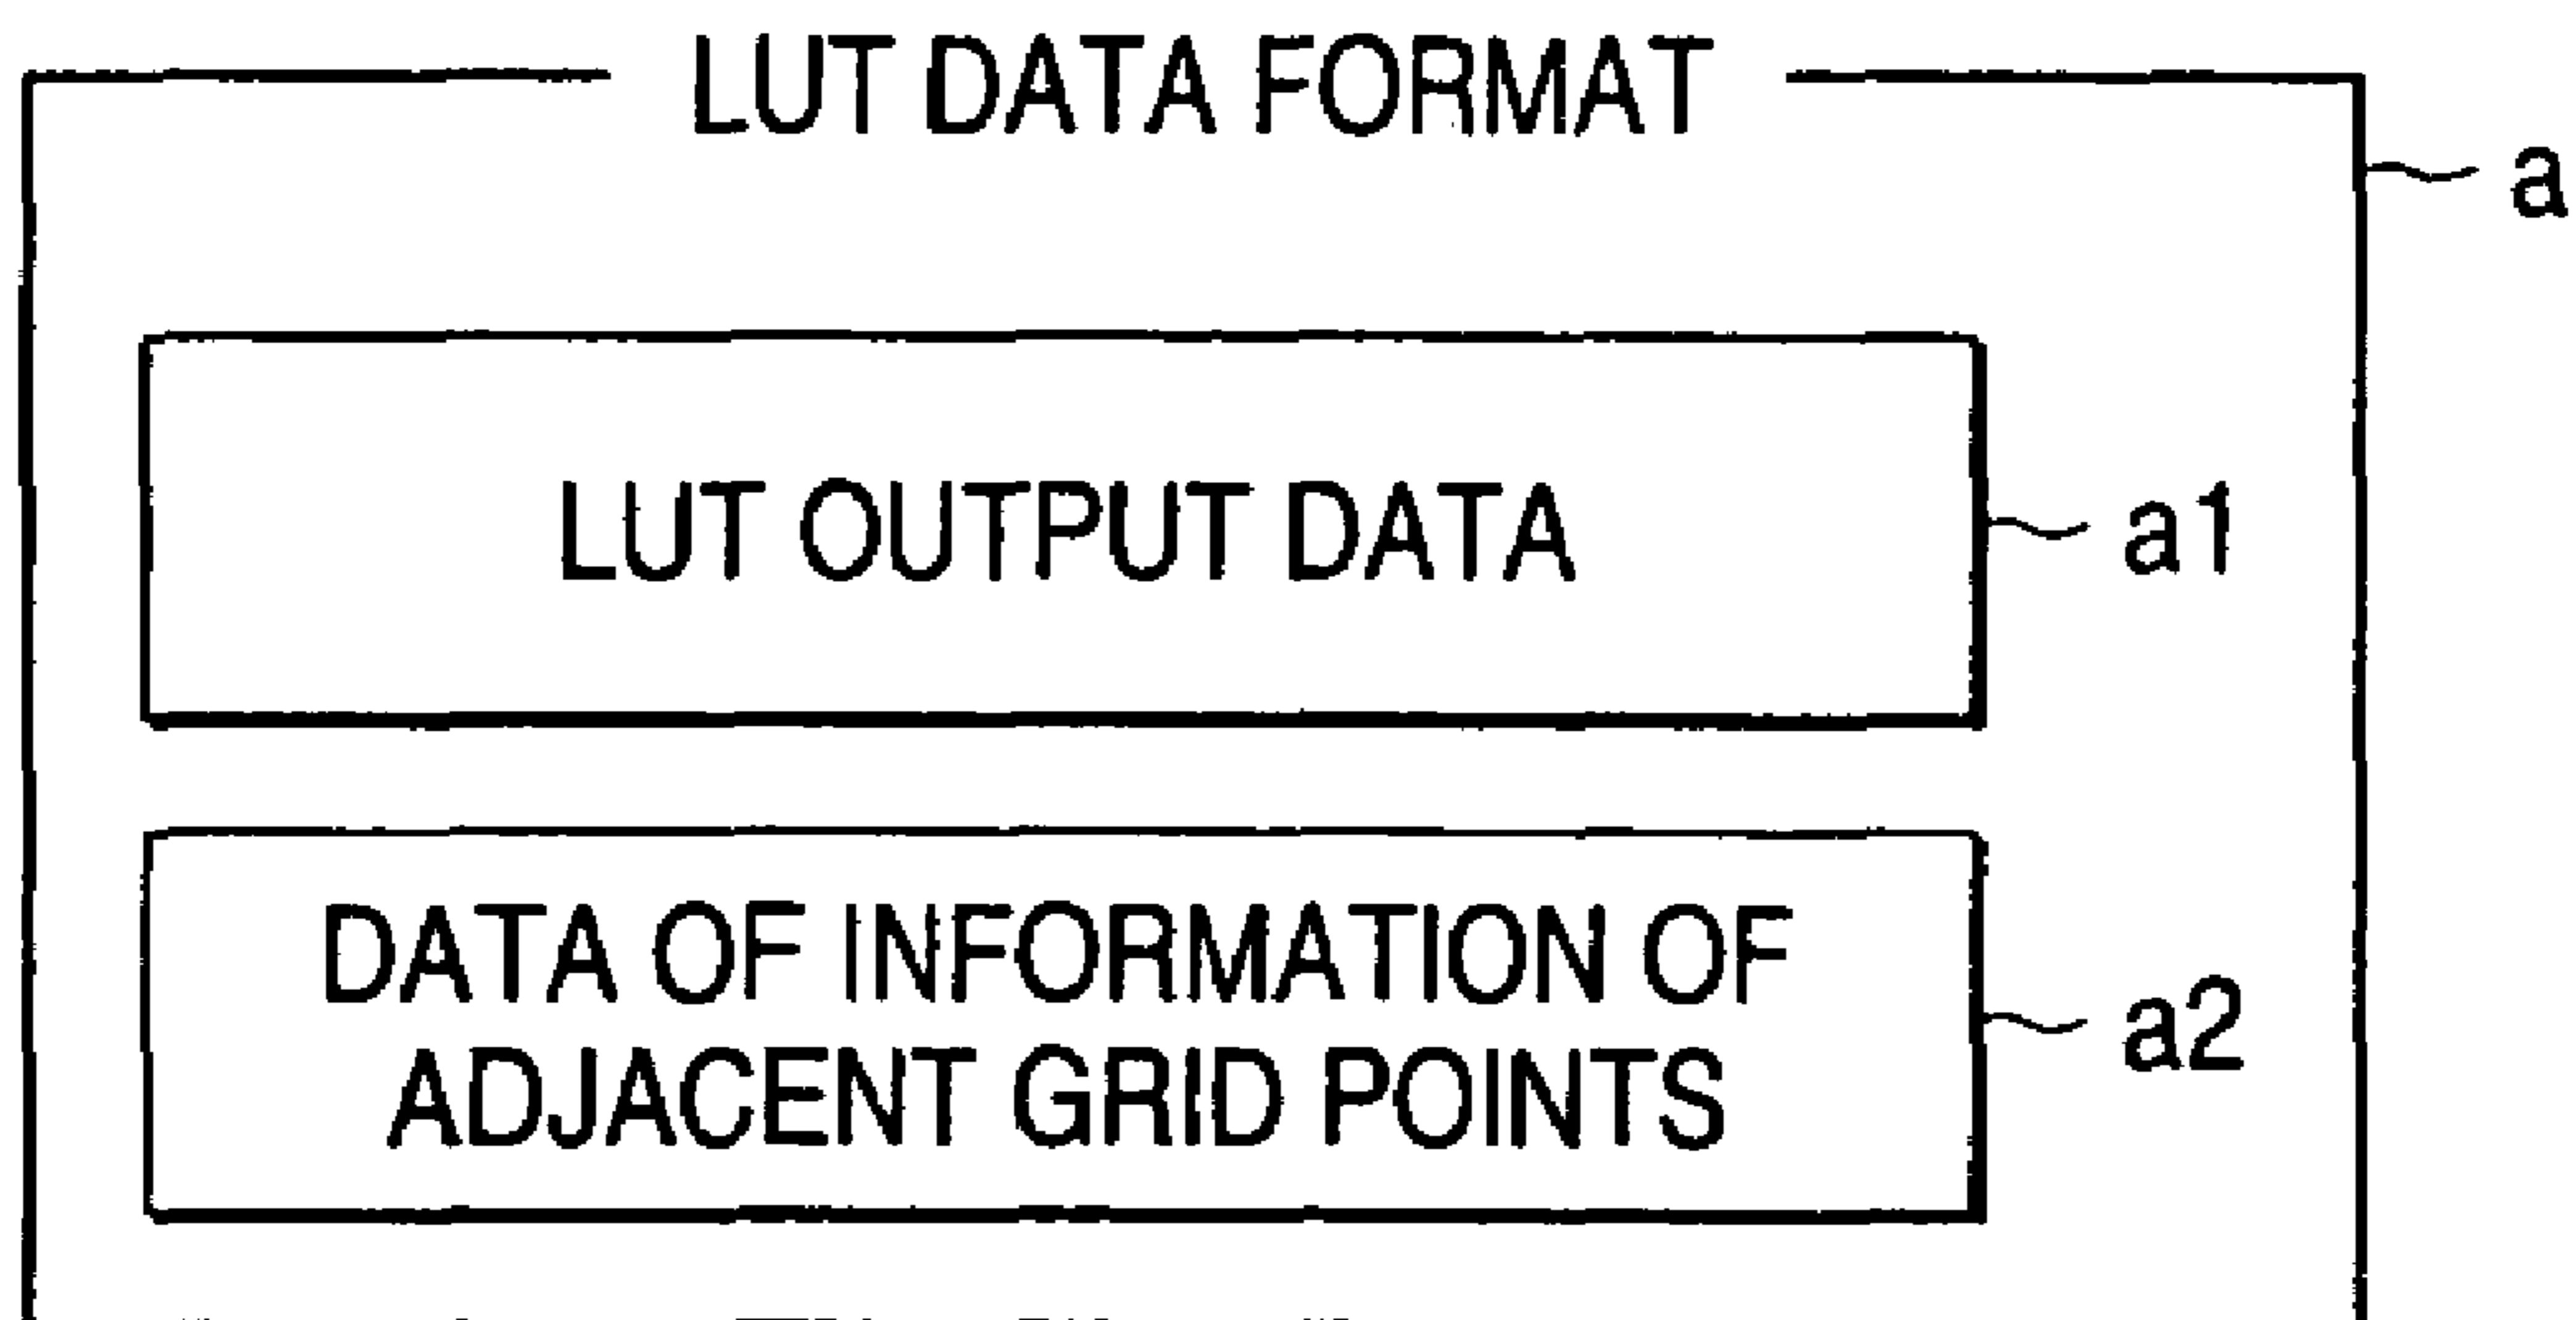 LUT DATA FORMAT
a
LUT OUTPUT DATA
a1
DATA OF INFORMATION OF
ADJACENT GRID POINTS
a2